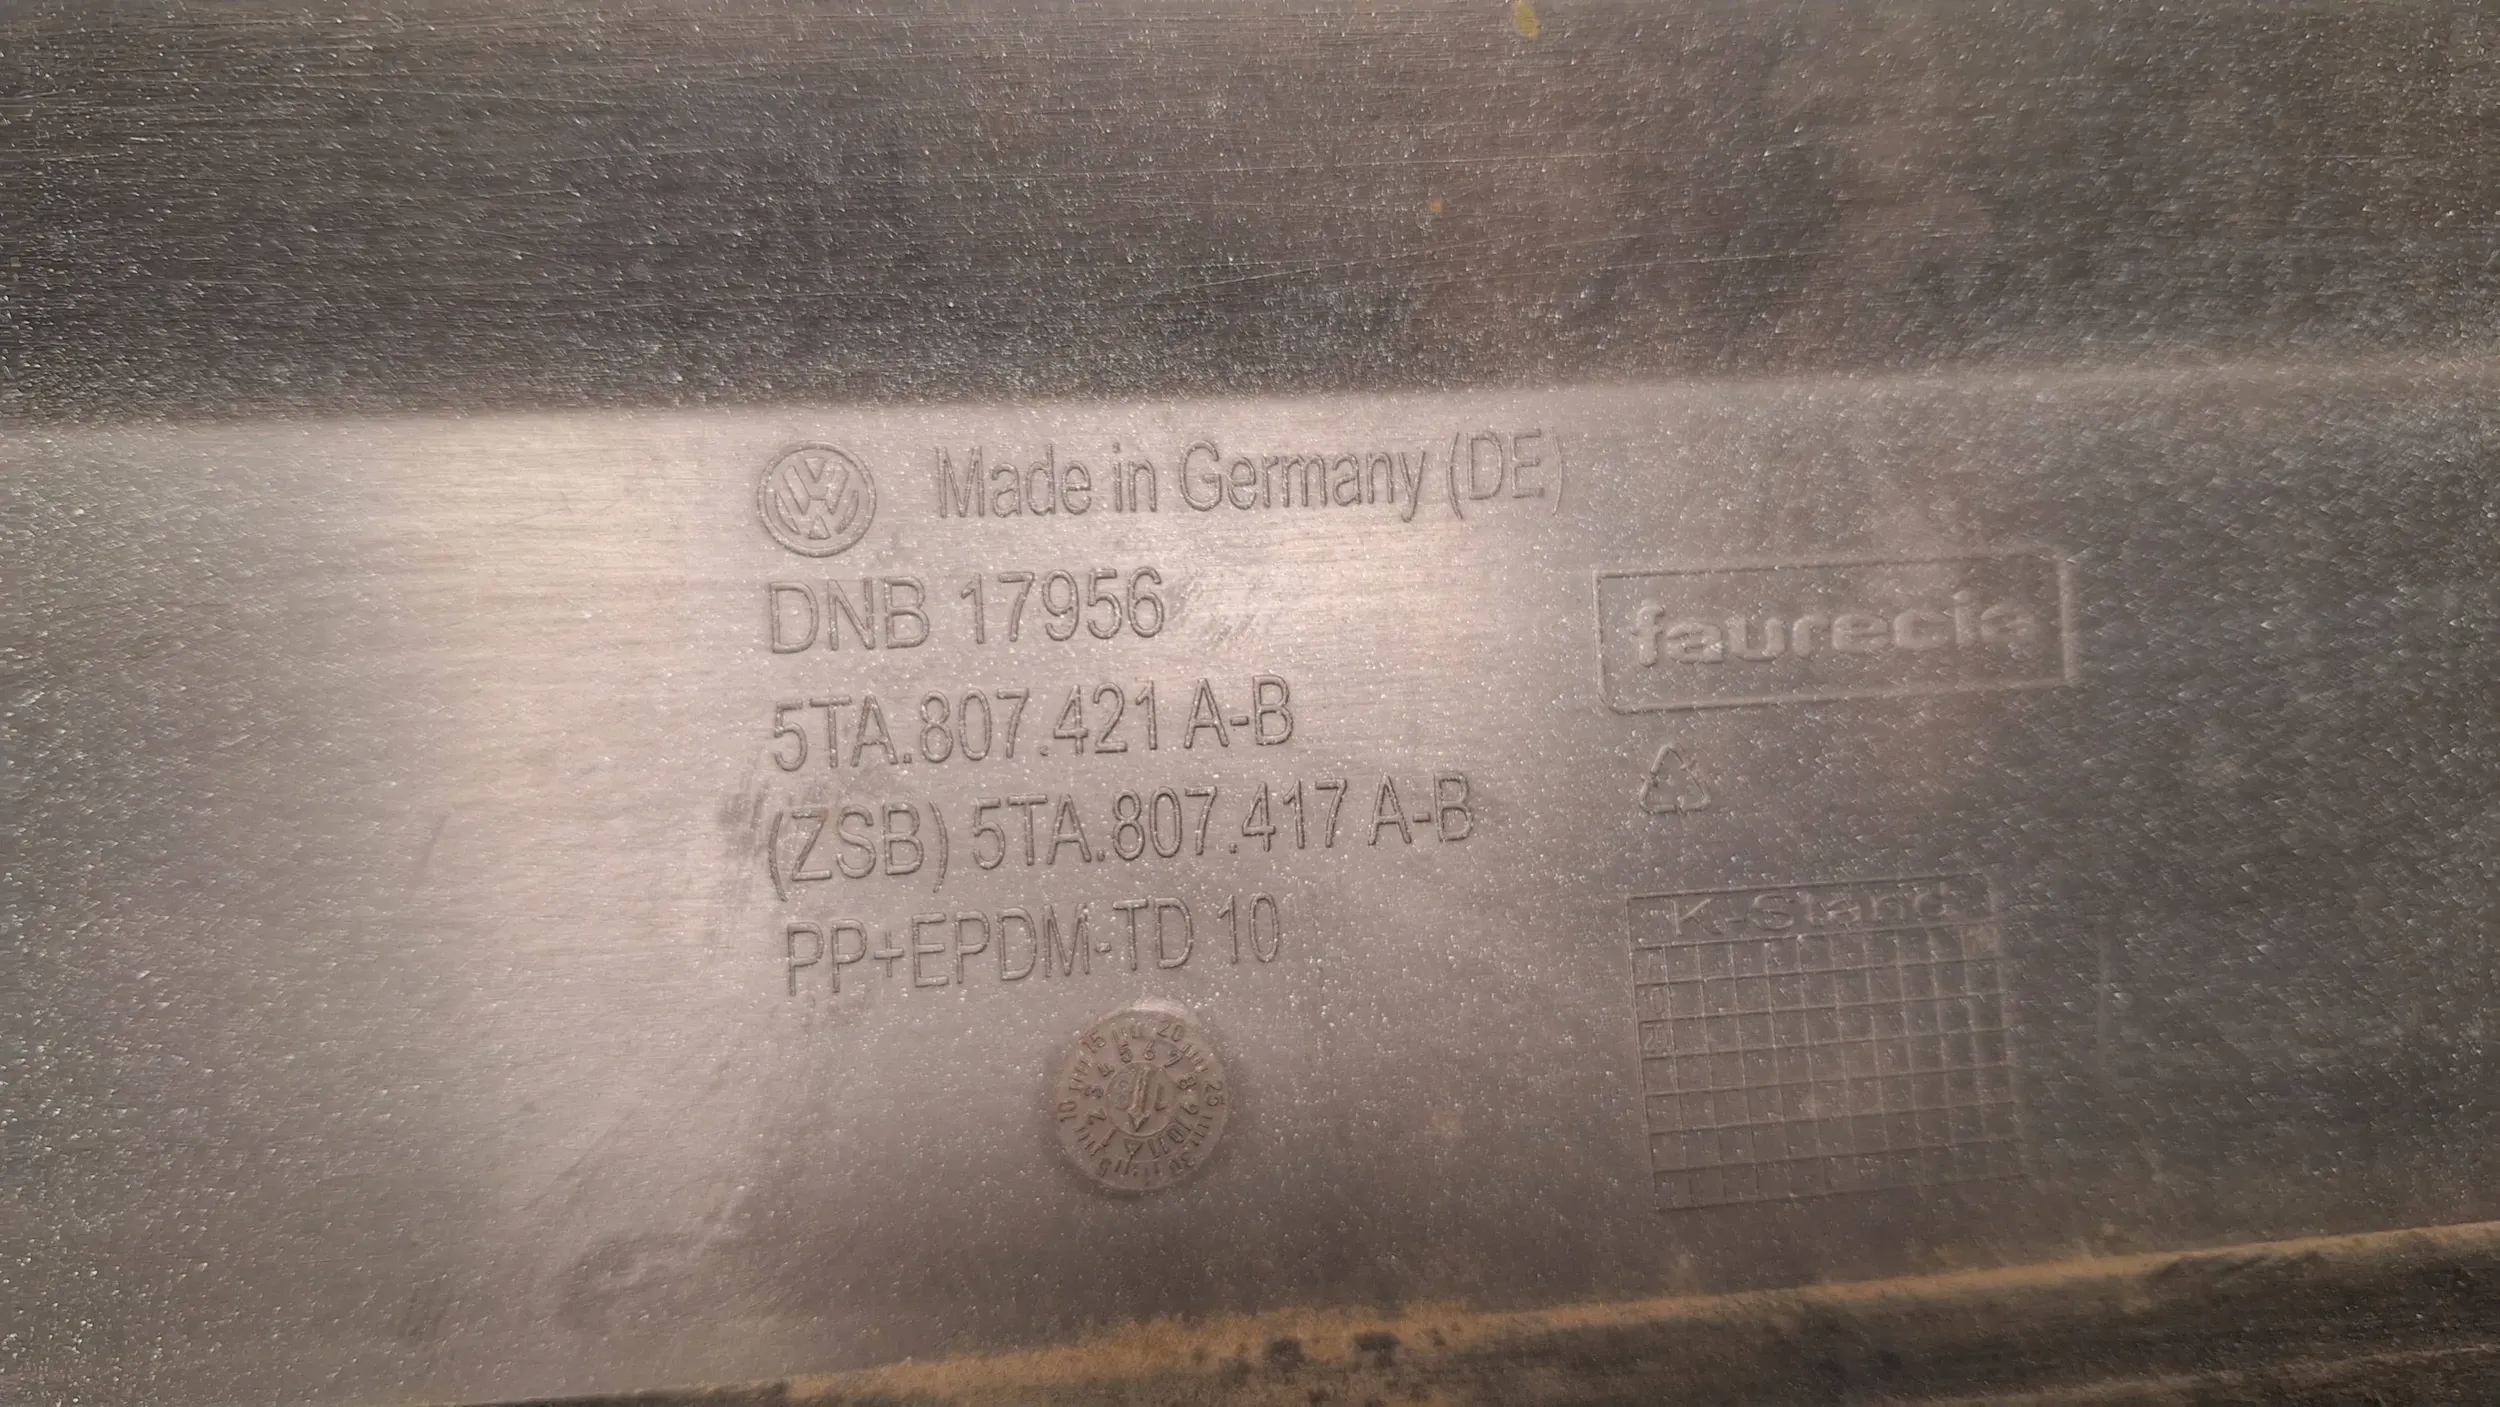 Made in Germany (DE)
DNB 17956
5TA.807.421 A-B
(ZSB) 5TA.807.417 A-B
PP+EPDM-TD 10
faurecia
K-Stand